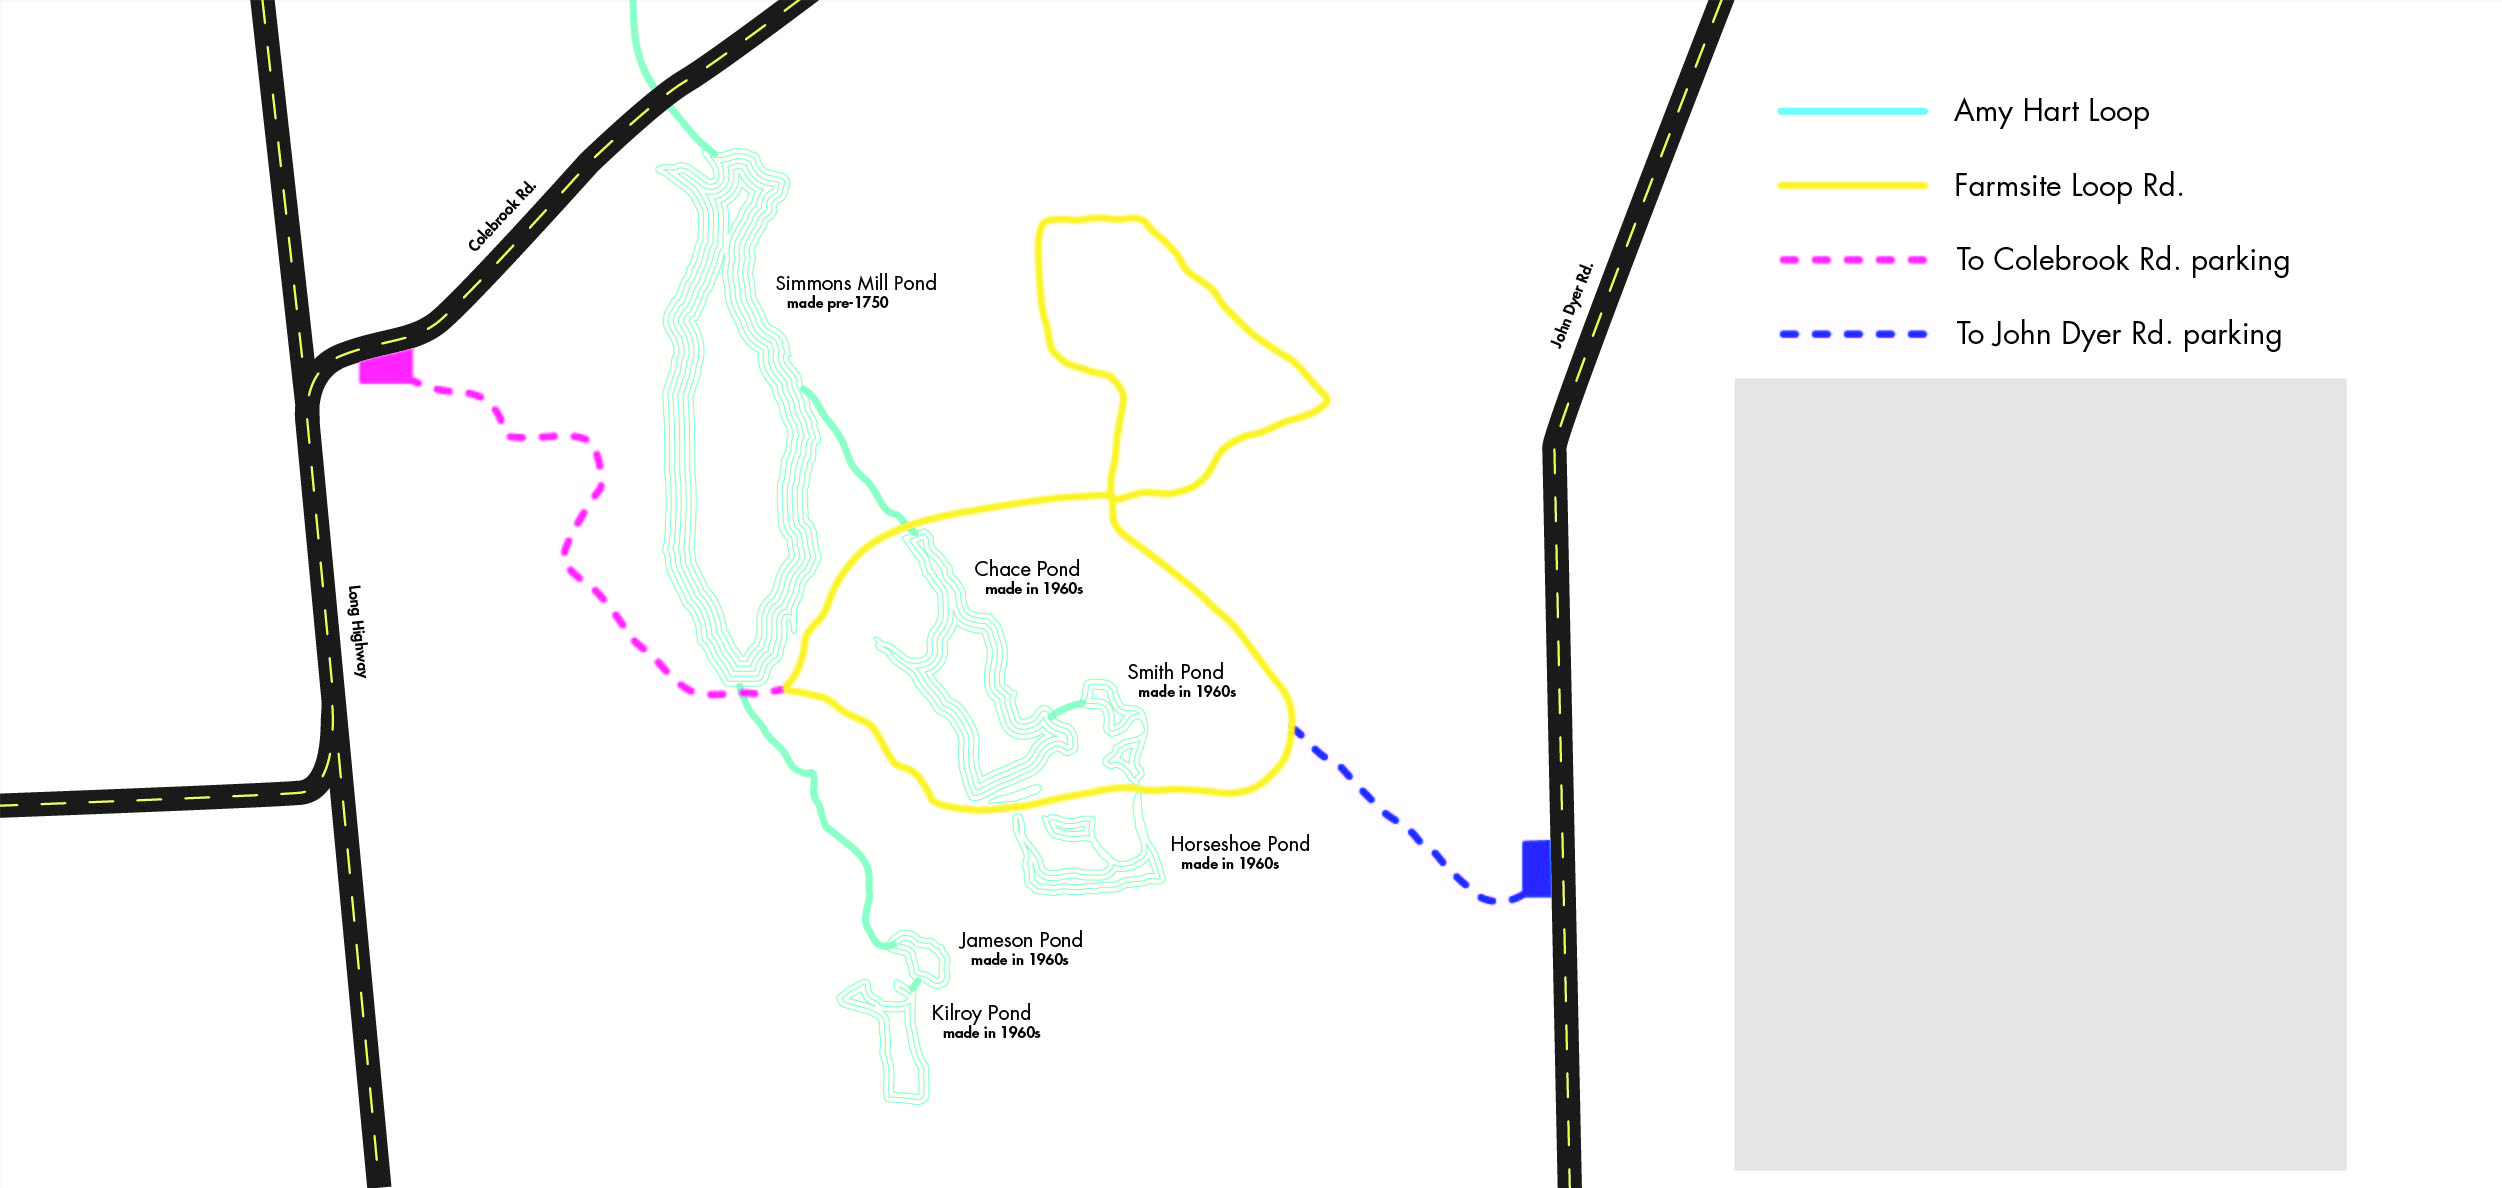 Amy Hart Loop
Farmsite Loop Rd.
To Colebrook Rd. parking
To John Dyer Rd. parking
Colebrook Rd.
John Dyer Rd.
Simmons Mill Pond
made pre-1750
Chace Pond
made in 1960s
Long Highway
Smith Pond
made in 1960s
Horseshoe Pond
made in 1960s
Jameson Pond
made in 1960s
Kilroy Pond
made in 1960s